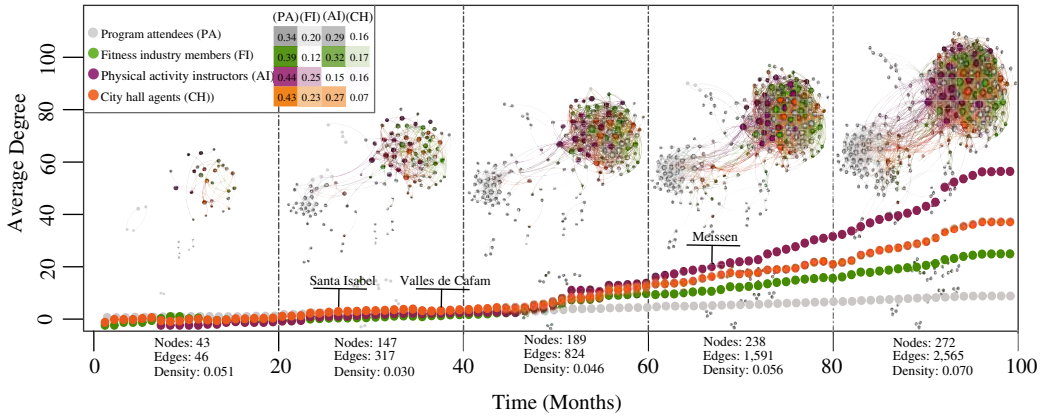 (PA) (FI) (AI) (CH)
Program attendees (PA) 0.34 0.20 0.29 0.16
Fitness industry members (FI) 0.39 0.12 0.32 0.17
Physical activity instructors (AI) 0.44 0.25 0.15 0.16
City hall agents (CH)) 0.43 0.23 0.27 0.07
Average Degree
100
80
60
40
20
0
Santa Isabel
Valles de Cafam
Meissen
Nodes: 43
Edges: 46
Density: 0.051
Nodes: 147
Edges: 317
Density: 0.030
Nodes: 189
Edges: 824
Density: 0.046
Nodes: 238
Edges: 1,591
Density: 0.056
Nodes: 272
Edges: 2,565
Density: 0.070
0 20 40 60 80 100
Time (Months)